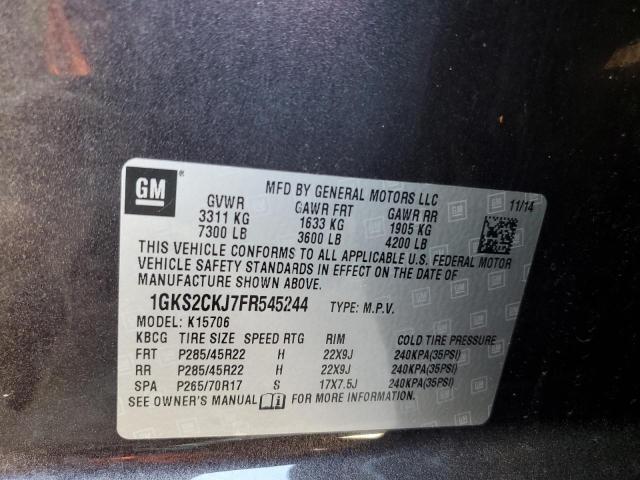 GM
MFD BY GENERAL MOTORS LLC 11/14
GVWR GAWR FRT GAWR RR
3311 KG 1633 KG 1905 KG
7300 LB 3600 LB 4200 LB
THIS VEHICLE CONFORMS TO ALL APPLICABLE U.S. FEDERAL MOTOR
VEHICLE SAFETY STANDARDS IN EFFECT ON THE DATE OF
MANUFACTURE SHOWN ABOVE.
1GKS2CKJ7FR545244 TYPE: M.P.V.
MODEL: K15706
KBCG TIRE SIZE SPEED RTG RIM COLD TIRE PRESSURE
FRT P285/45R22 H 22X9J 240KPA(35PSI)
RR P285/45R22 H 22X9J 240KPA(35PSI)
SPA P265/70R17 S 17X7.5J 240KPA(35PSI)
SEE OWNER'S MANUAL FOR MORE INFORMATION.